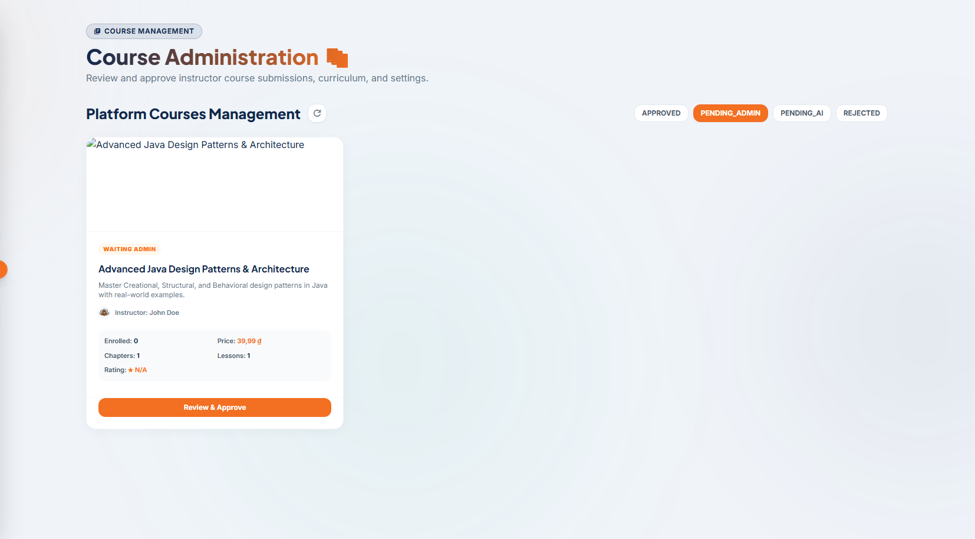 COURSE MANAGEMENT
Course Administration
Review and approve instructor course submissions, curriculum, and settings.
Platform Courses Management
APPROVED
PENDING_ADMIN
PENDING_AI
REJECTED
Advanced Java Design Patterns & Architecture
WAITING ADMIN
Advanced Java Design Patterns & Architecture
Master Creational, Structural, and Behavioral design patterns in Java
with real-world examples.
Instructor: John Doe
Enrolled: 0
Price: 39,99 ₫
Chapters: 1
Lessons: 1
Rating: ★ N/A
Review & Approve